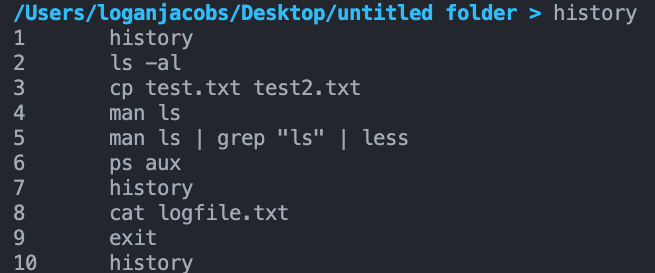 /Users/loganjacobs/Desktop/untitled folder > history
1 history
2 ls -al
3 cp test.txt test2.txt
4 man ls
5 man ls | grep "ls" | less
6 ps aux
7 history
8 cat logfile.txt
9 exit
10 history